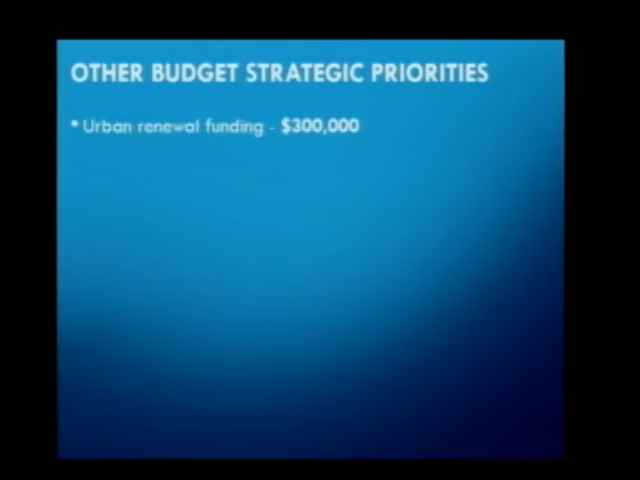 OTHER BUDGET STRATEGIC PRIORITIES
• Urban renewal funding - $300,000